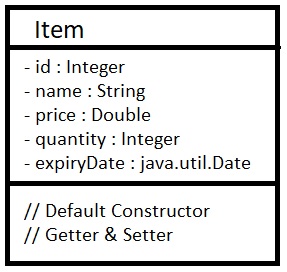 Item
- id : Integer
- name : String
- price : Double
- quantity : Integer
- expiryDate : java.util.Date
// Default Constructor
// Getter & Setter